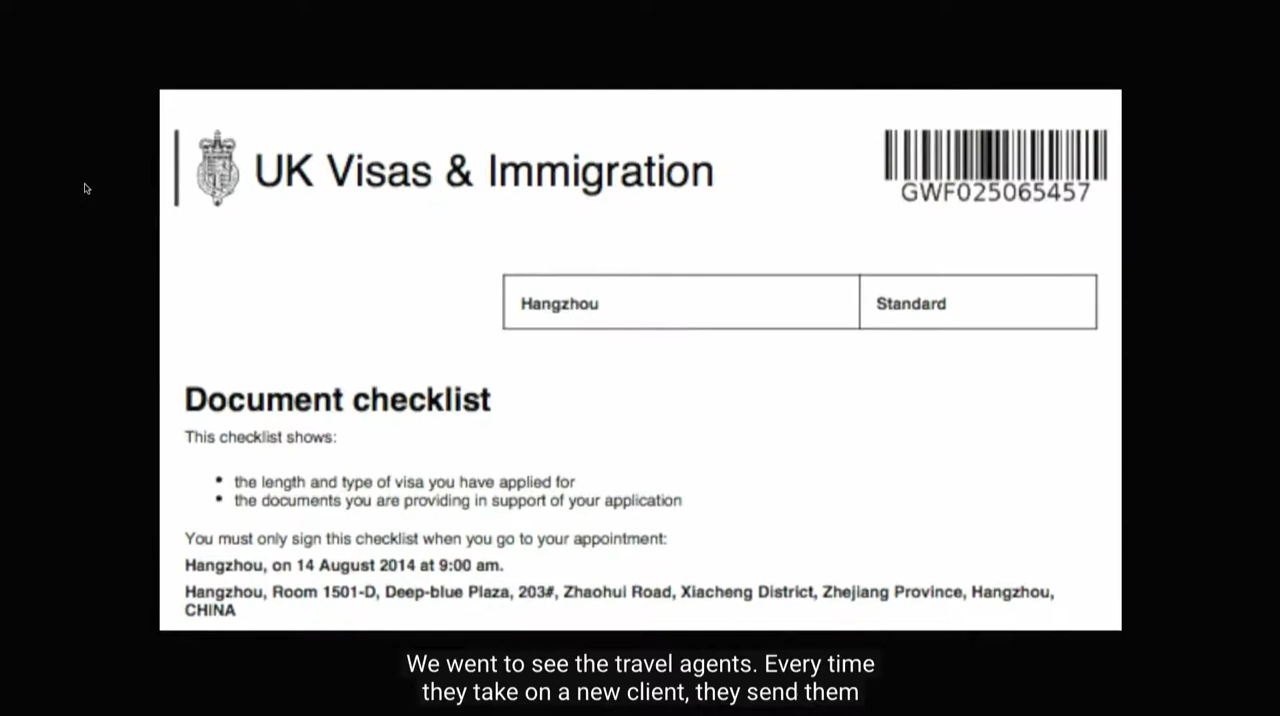 UK Visas & Immigration
GWF025065457
Hangzhou
Standard
Document checklist
This checklist shows:
• the length and type of visa you have applied for
• the documents you are providing in support of your application
You must only sign this checklist when you go to your appointment:
Hangzhou, on 14 August 2014 at 9:00 am.
Hangzhou, Room 1501-D, Deep-blue Plaza, 203#, Zhaohui Road, Xiacheng District, Zhejiang Province, Hangzhou,
CHINA
We went to see the travel agents. Every time
they take on a new client, they send them